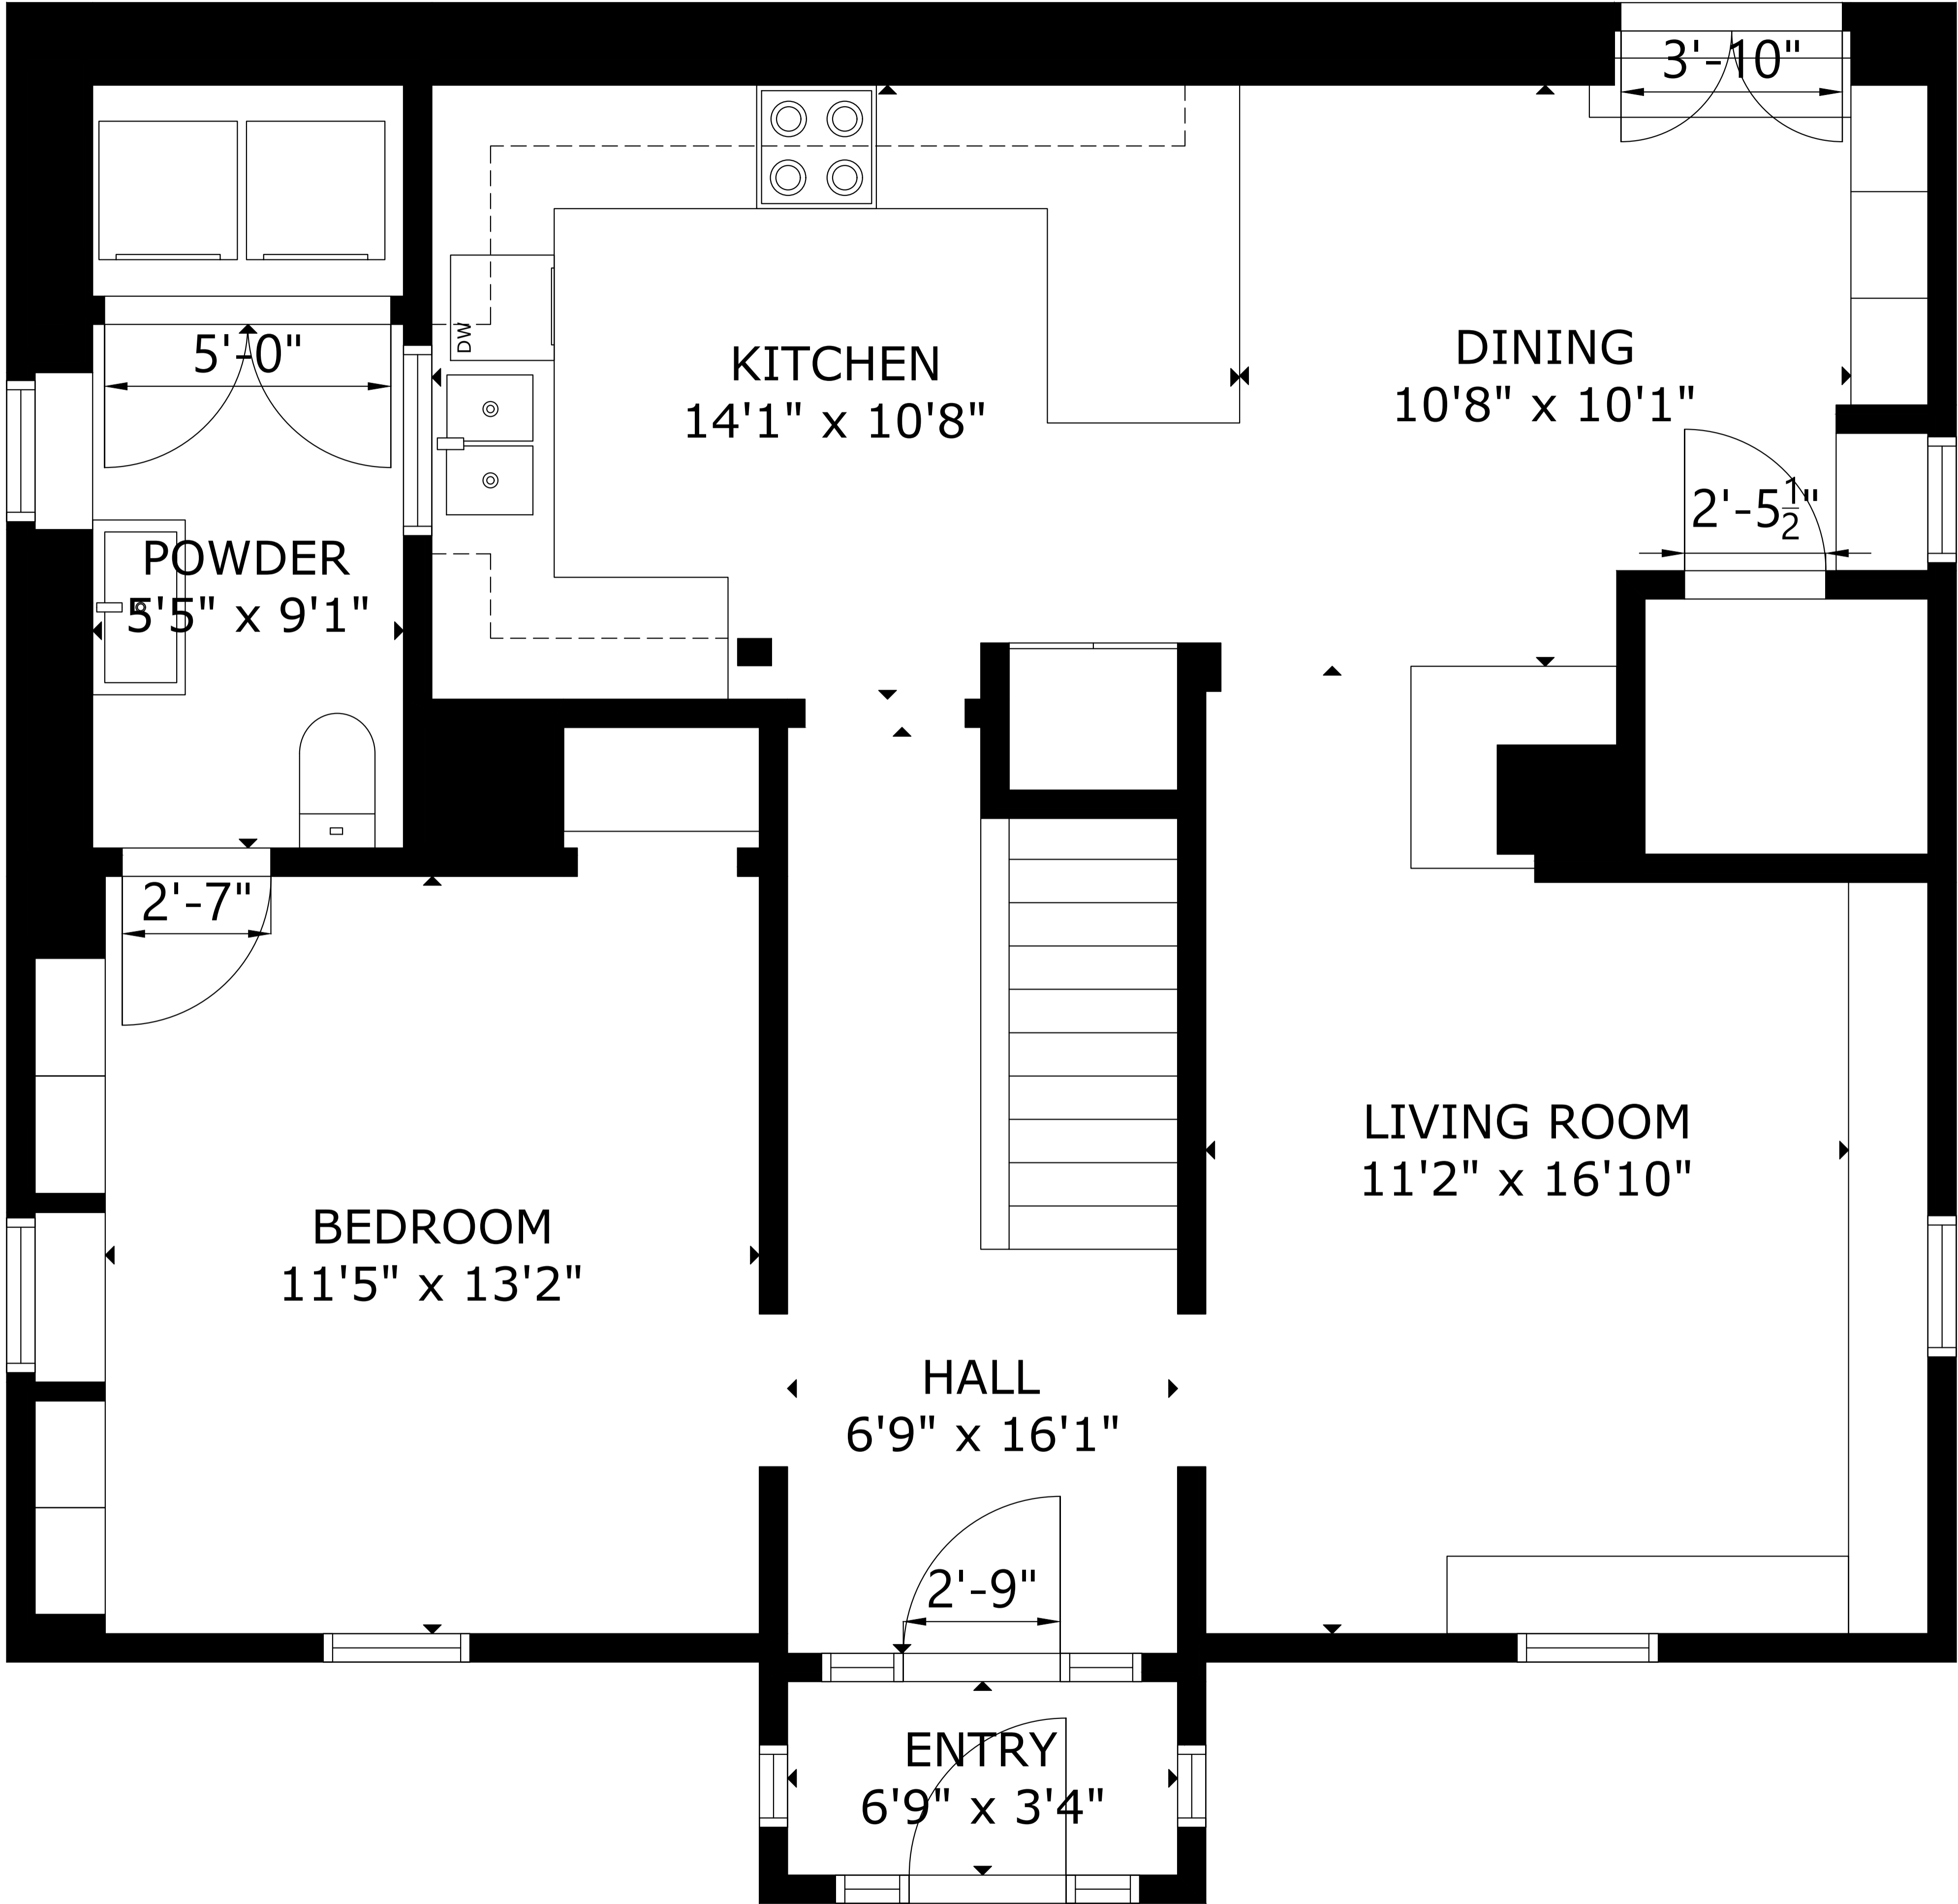 3'-10"
5'-0"
DW
KITCHEN
14'1" x 10'8"
DINING
10'8" x 10'1"
2'-5 1/2"
POWDER
5'5" x 9'1"
2'-7"
LIVING ROOM
11'2" x 16'10"
BEDROOM
11'5" x 13'2"
HALL
6'9" x 16'1"
2'-9"
ENTRY
6'9" x 3'4"